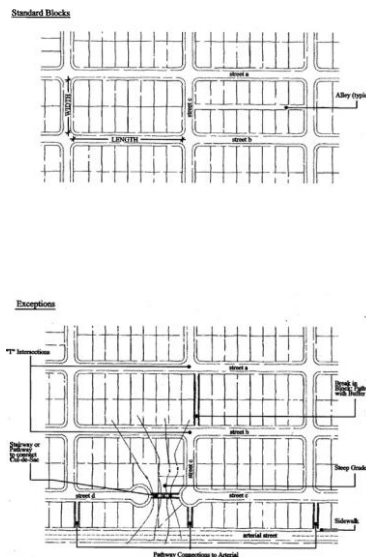 Standard Blocks
street a
WIDTH
street c
Alley (typic
LENGTH
street b
Exceptions
"T" Intersections
street a
Break in
Block: Path
with Buffer
street b
Stairway or
Pathway
to connect
Cul-de-Sac
street c
Steep Grade
street d
street c
Sidewalk
arterial street
Pathway Connections to Arterial